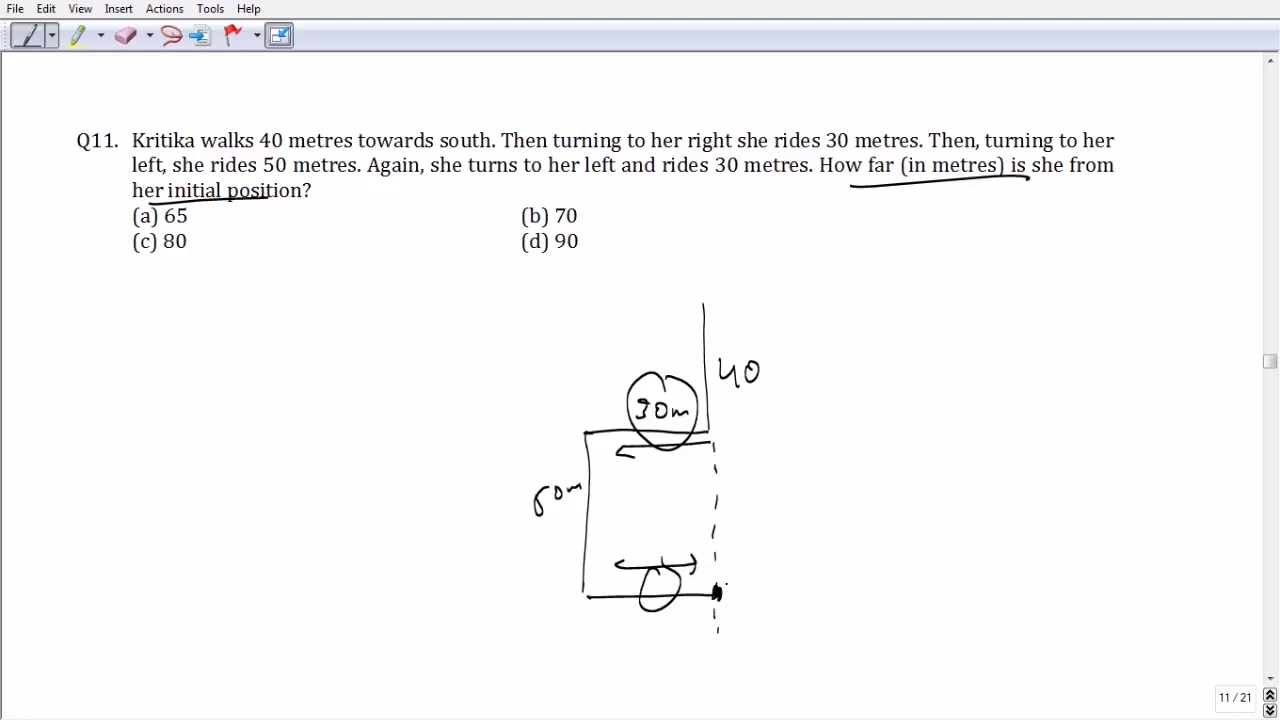 File Edit View Insert Actions Tools Help
Q11. Kritika walks 40 metres towards south. Then turning to her right she rides 30 metres. Then, turning to her
left, she rides 50 metres. Again, she turns to her left and rides 30 metres. How far (in metres) is she from
her initial position?
(a) 65 (b) 70
(c) 80 (d) 90
40
30m
50m
11 / 21